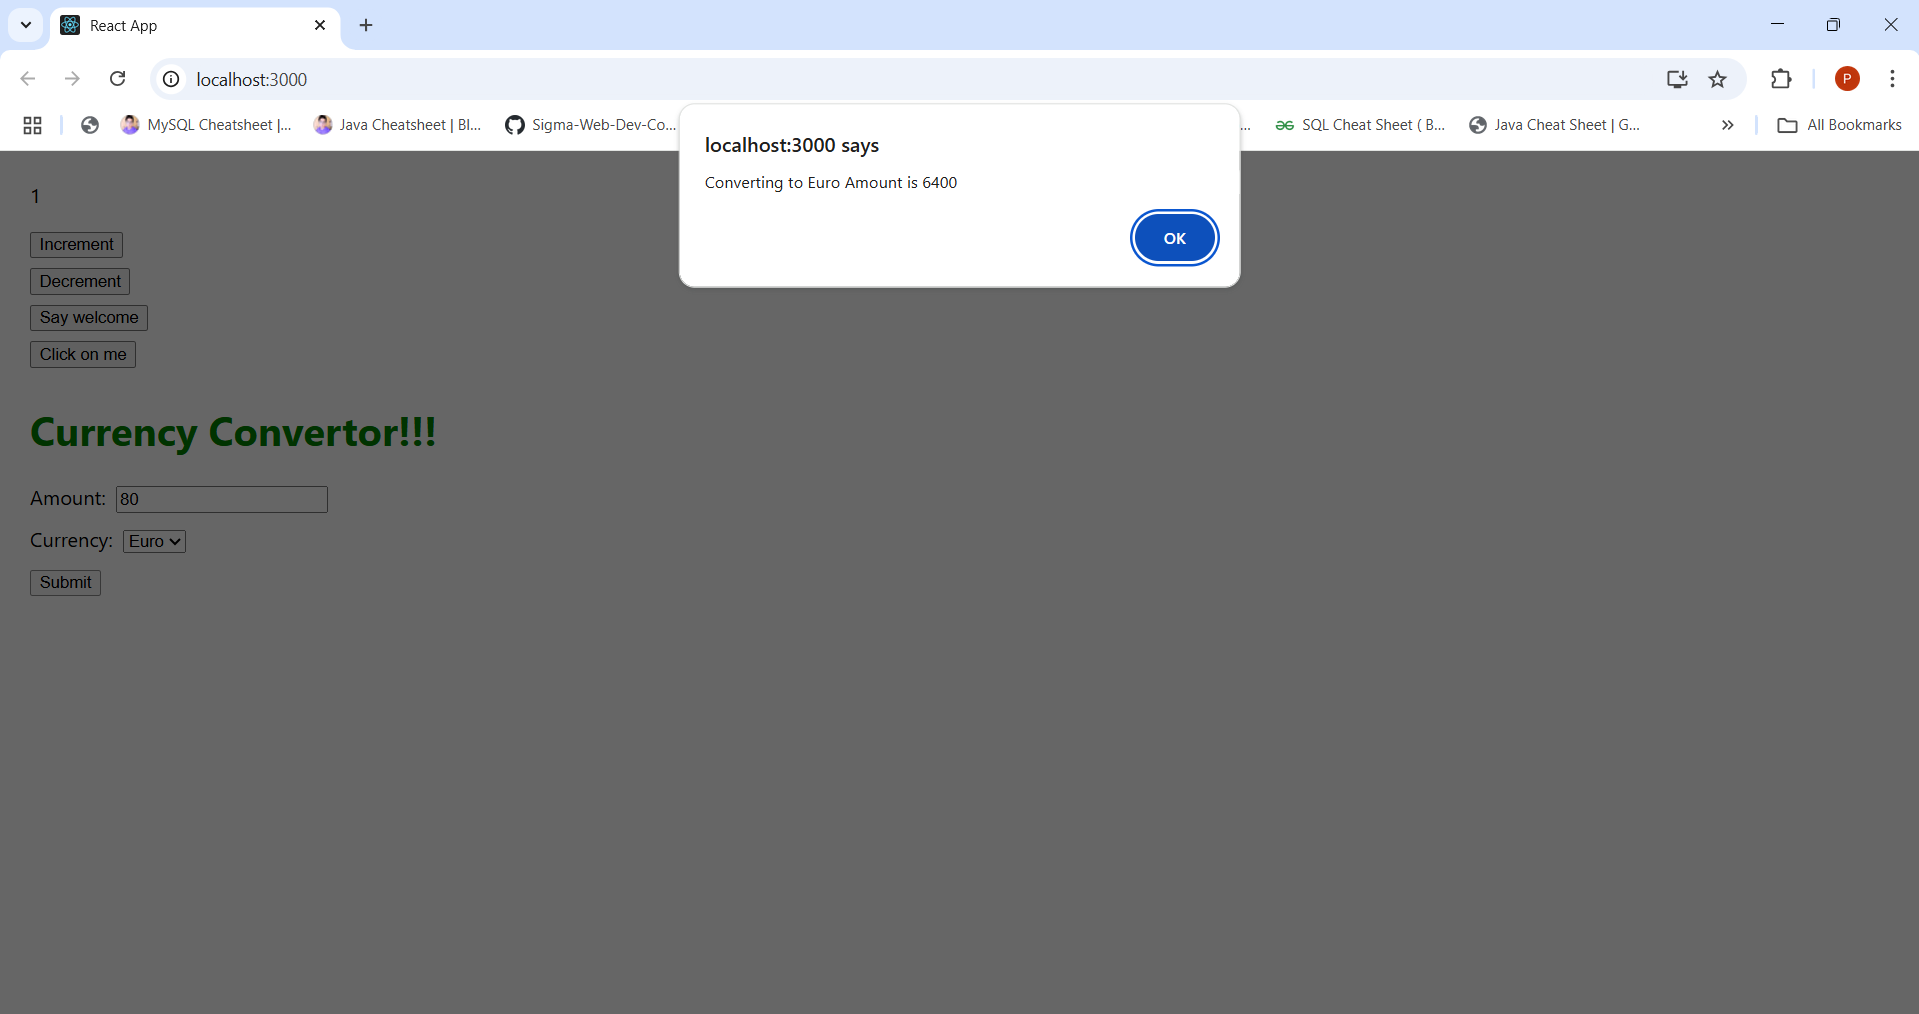 React App
localhost:3000
MySQL Cheatsheet |...
Java Cheatsheet | Bl...
Sigma-Web-Dev-Co...
...
SQL Cheat Sheet ( B...
Java Cheat Sheet | G...
All Bookmarks
P
localhost:3000 says
Converting to Euro Amount is 6400
OK
1
Increment
Decrement
Say welcome
Click on me
Currency Convertor!!!
Amount: 80
Currency: Euro
Submit